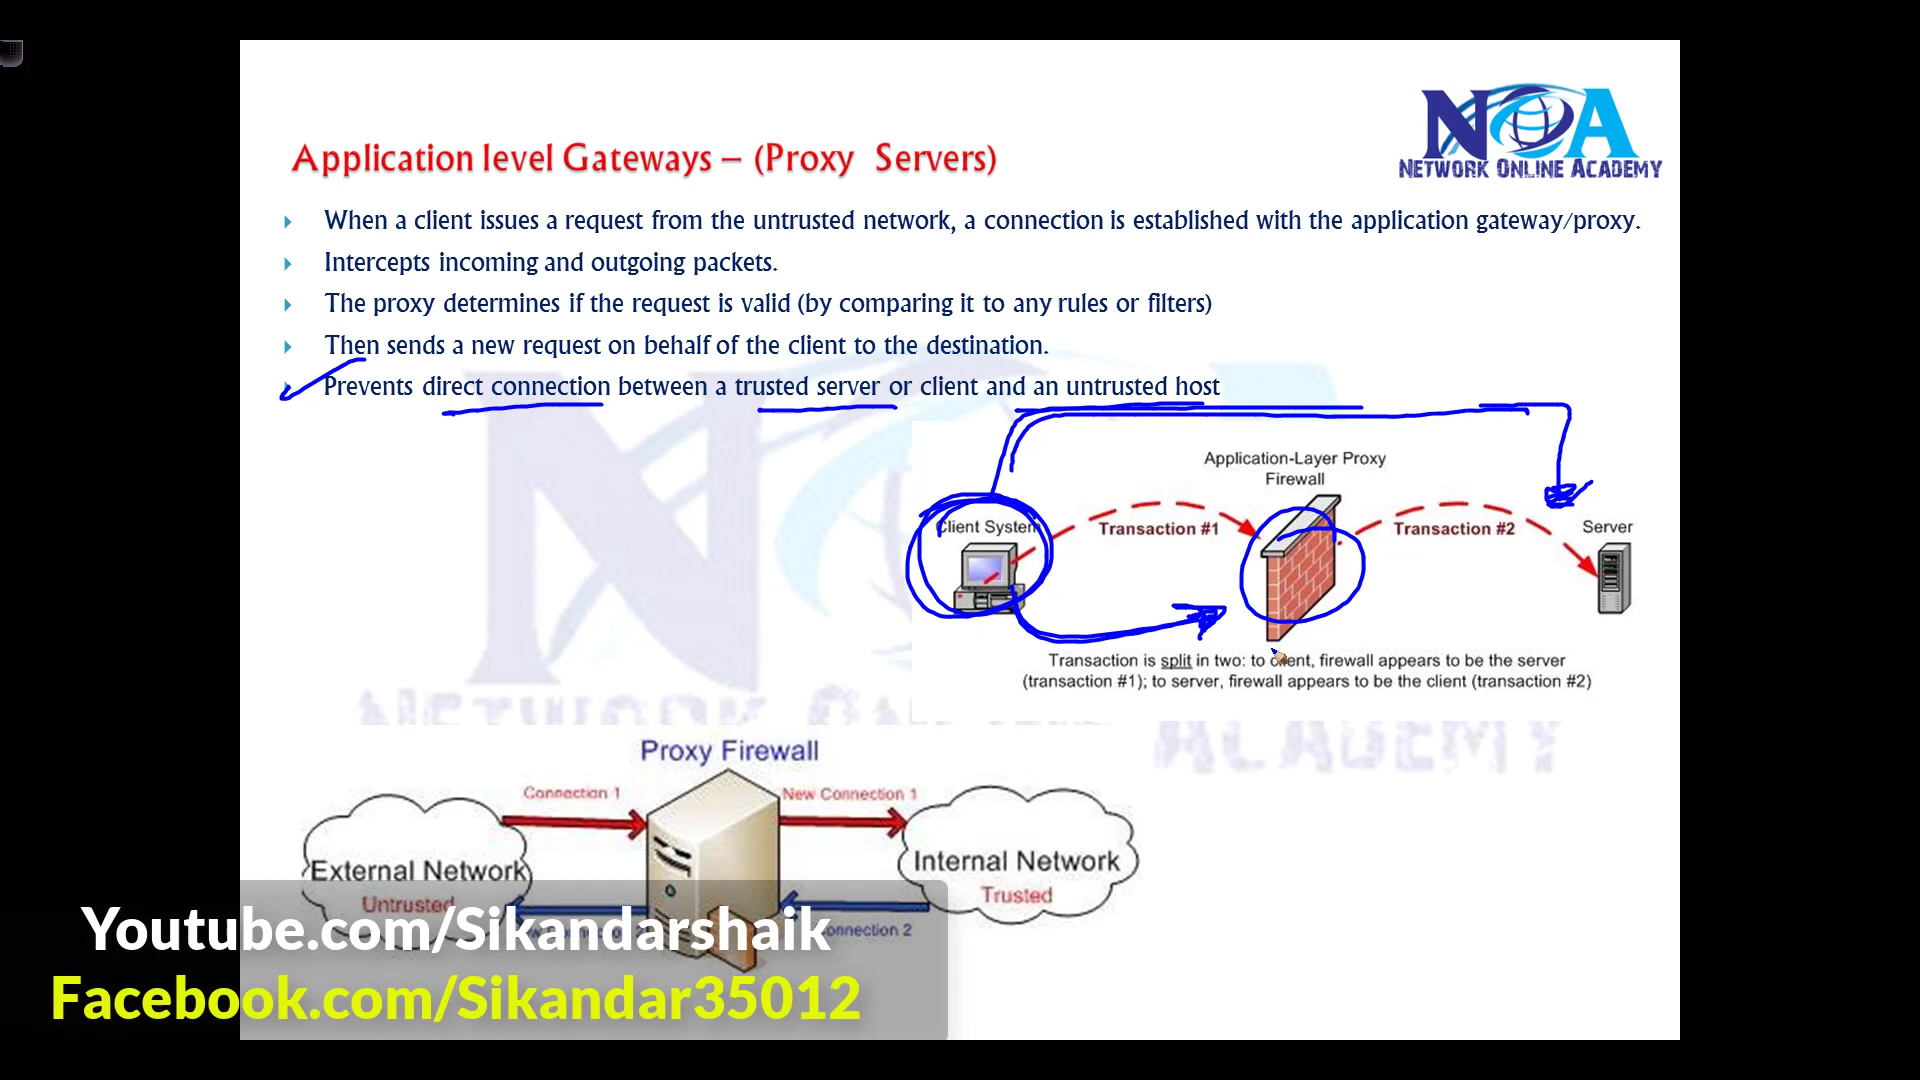 NOA
NETWORK ONLINE ACADEMY
Application level Gateways – (Proxy Servers)
When a client issues a request from the untrusted network, a connection is established with the application gateway/proxy.
Intercepts incoming and outgoing packets.
The proxy determines if the request is valid (by comparing it to any rules or filters)
Then sends a new request on behalf of the client to the destination.
Prevents direct connection between a trusted server or client and an untrusted host
Application-Layer Proxy
Firewall
Client System
Transaction #1
Transaction #2
Server
Transaction is split in two: to client, firewall appears to be the server
(transaction #1); to server, firewall appears to be the client (transaction #2)
NETWORK ONLINE ACADEMY
Proxy Firewall
Connection 1
New Connection 1
External Network
Untrusted
Internal Network
Trusted
Connection 2
Youtube.com/Sikandarshaik
Facebook.com/Sikandar35012